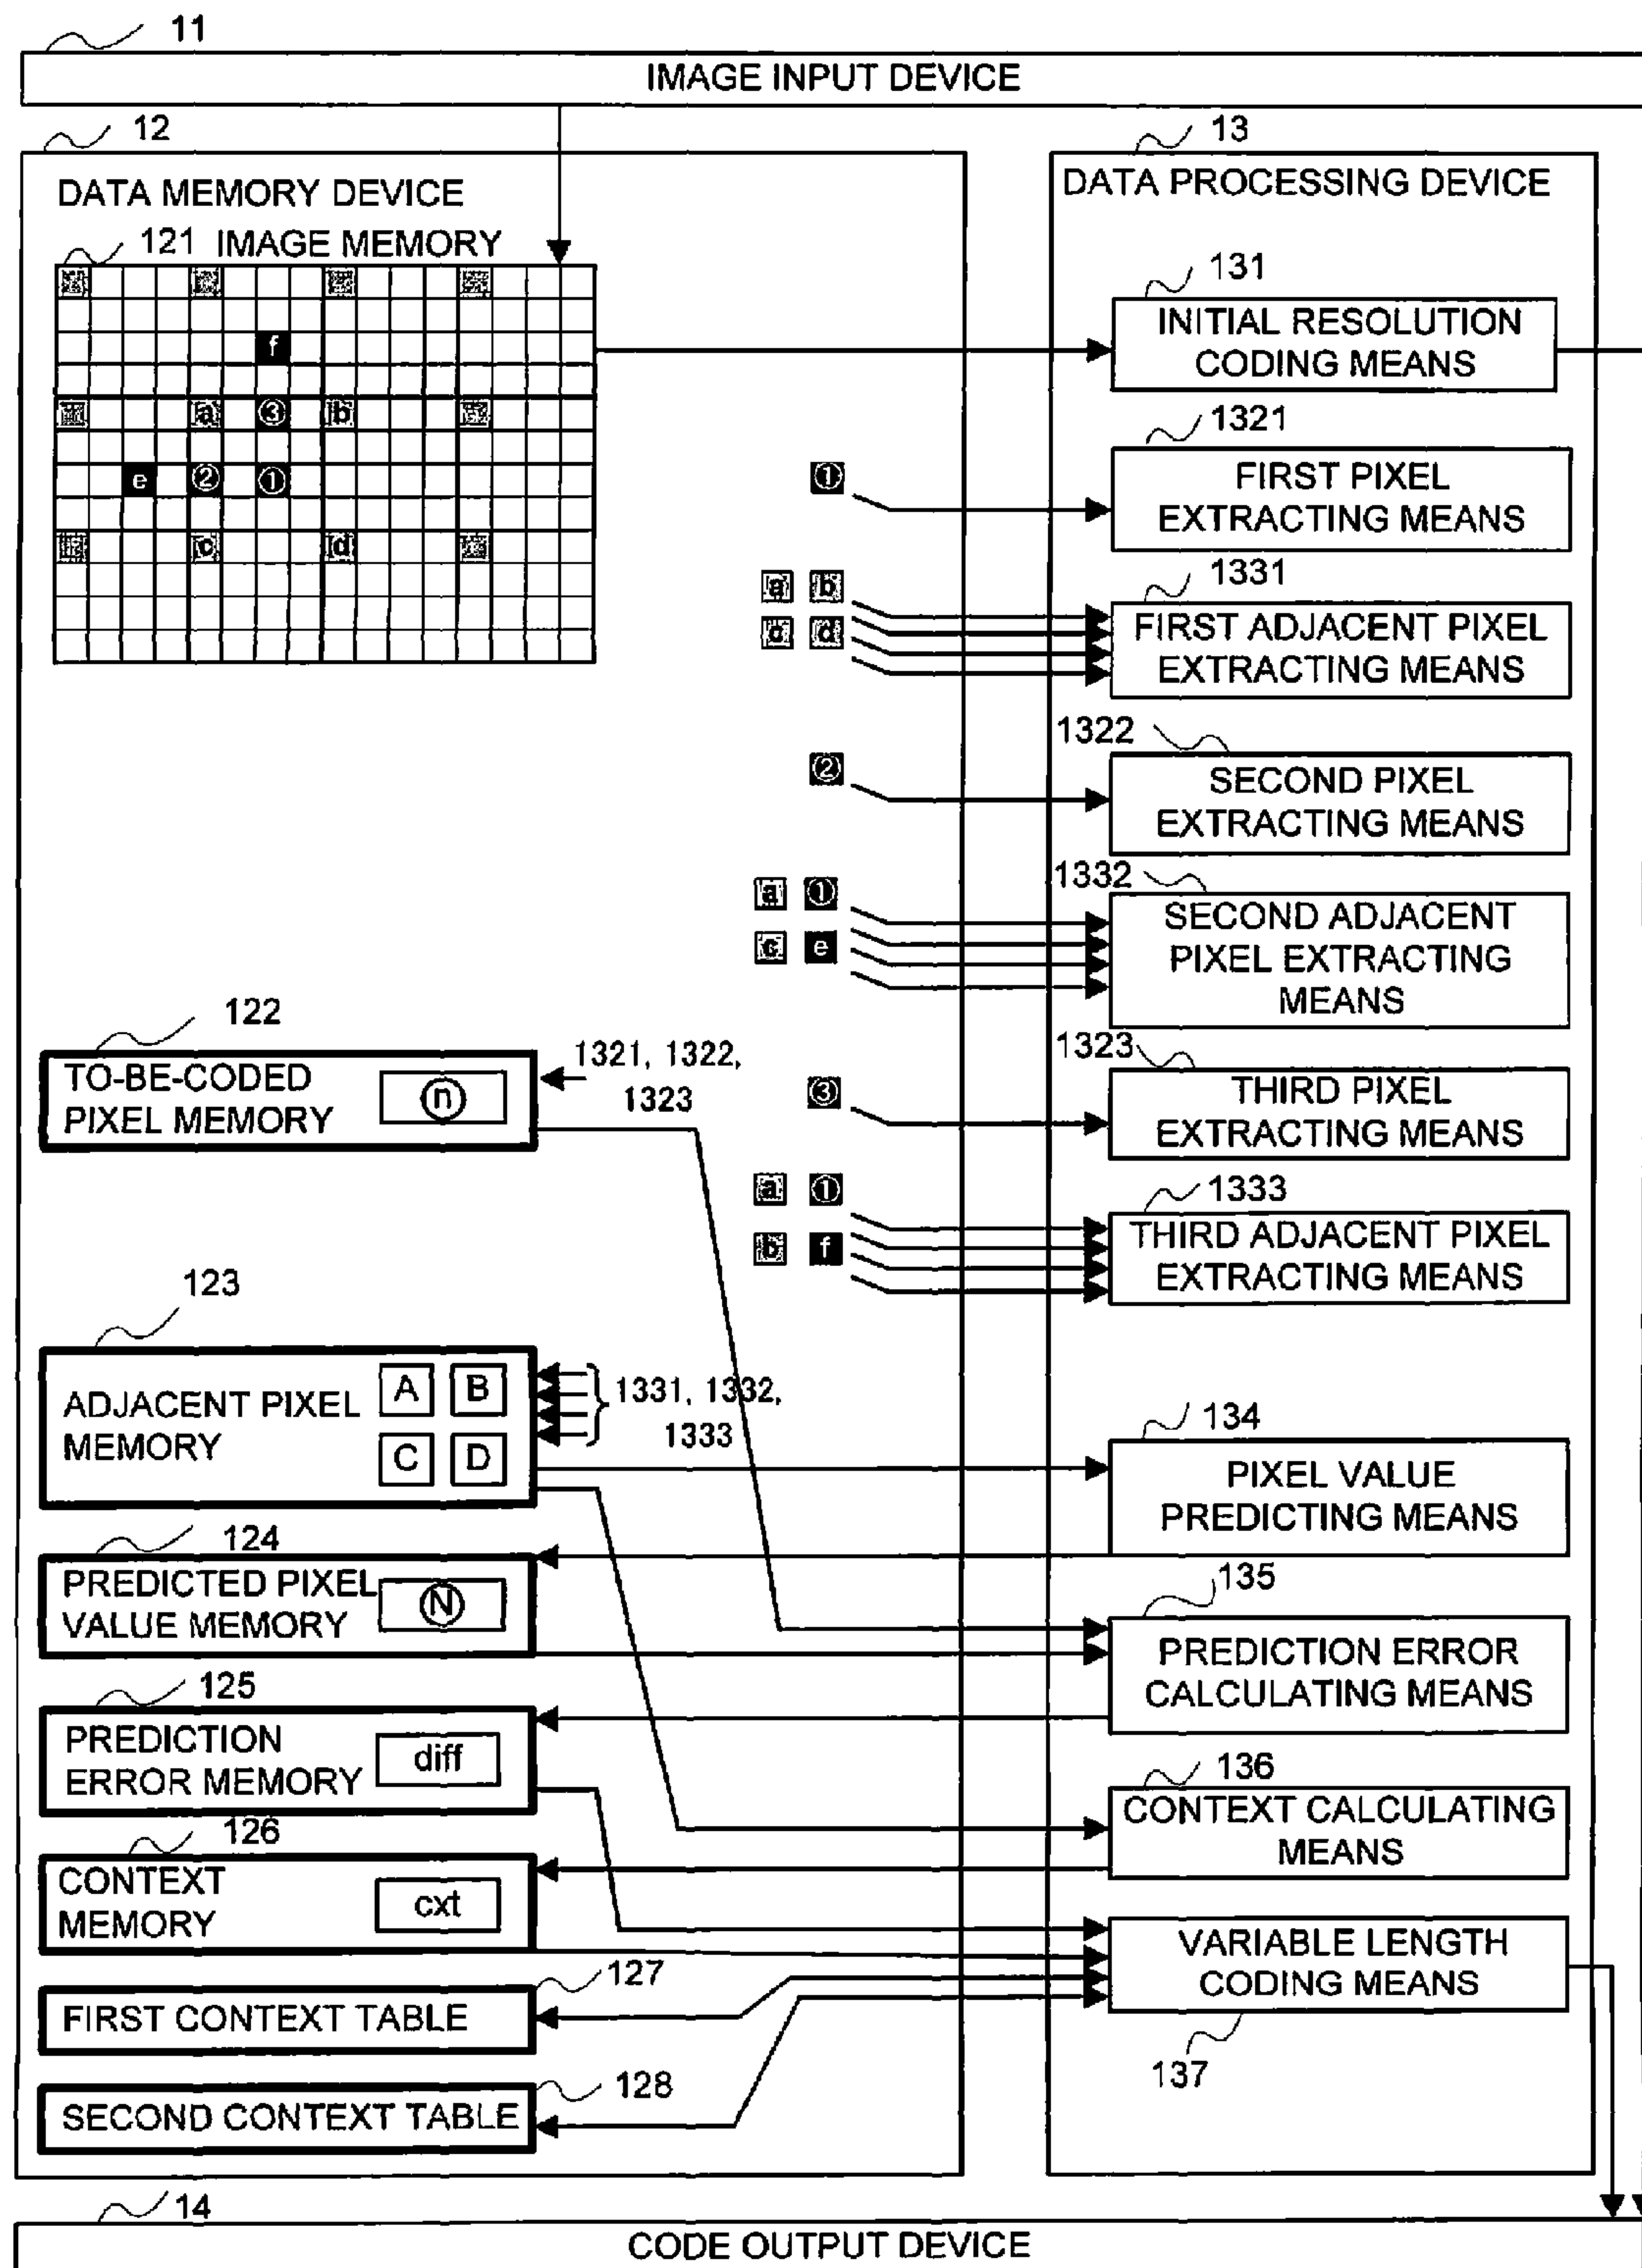 11
IMAGE INPUT DEVICE
12
13
DATA MEMORY DEVICE
DATA PROCESSING DEVICE
121 IMAGE MEMORY
f
a ③ b
e ② ①
c d
131
INITIAL RESOLUTION
CODING MEANS
1321
①
FIRST PIXEL
EXTRACTING MEANS
1331
a b
c d
FIRST ADJACENT PIXEL
EXTRACTING MEANS
1322
②
SECOND PIXEL
EXTRACTING MEANS
1332
a ①
c e
SECOND ADJACENT
PIXEL EXTRACTING
MEANS
122
TO-BE-CODED
PIXEL MEMORY
ⓝ
1321, 1322,
1323
1323
③
THIRD PIXEL
EXTRACTING MEANS
1333
a ①
b f
THIRD ADJACENT PIXEL
EXTRACTING MEANS
123
ADJACENT PIXEL
MEMORY
A B
C D
1331, 1332,
1333
134
PIXEL VALUE
PREDICTING MEANS
124
PREDICTED PIXEL
VALUE MEMORY
Ⓝ
135
PREDICTION ERROR
CALCULATING MEANS
125
PREDICTION
ERROR MEMORY
diff
136
CONTEXT CALCULATING
MEANS
126
CONTEXT
MEMORY
cxt
VARIABLE LENGTH
CODING MEANS
137
127
FIRST CONTEXT TABLE
128
SECOND CONTEXT TABLE
14
CODE OUTPUT DEVICE